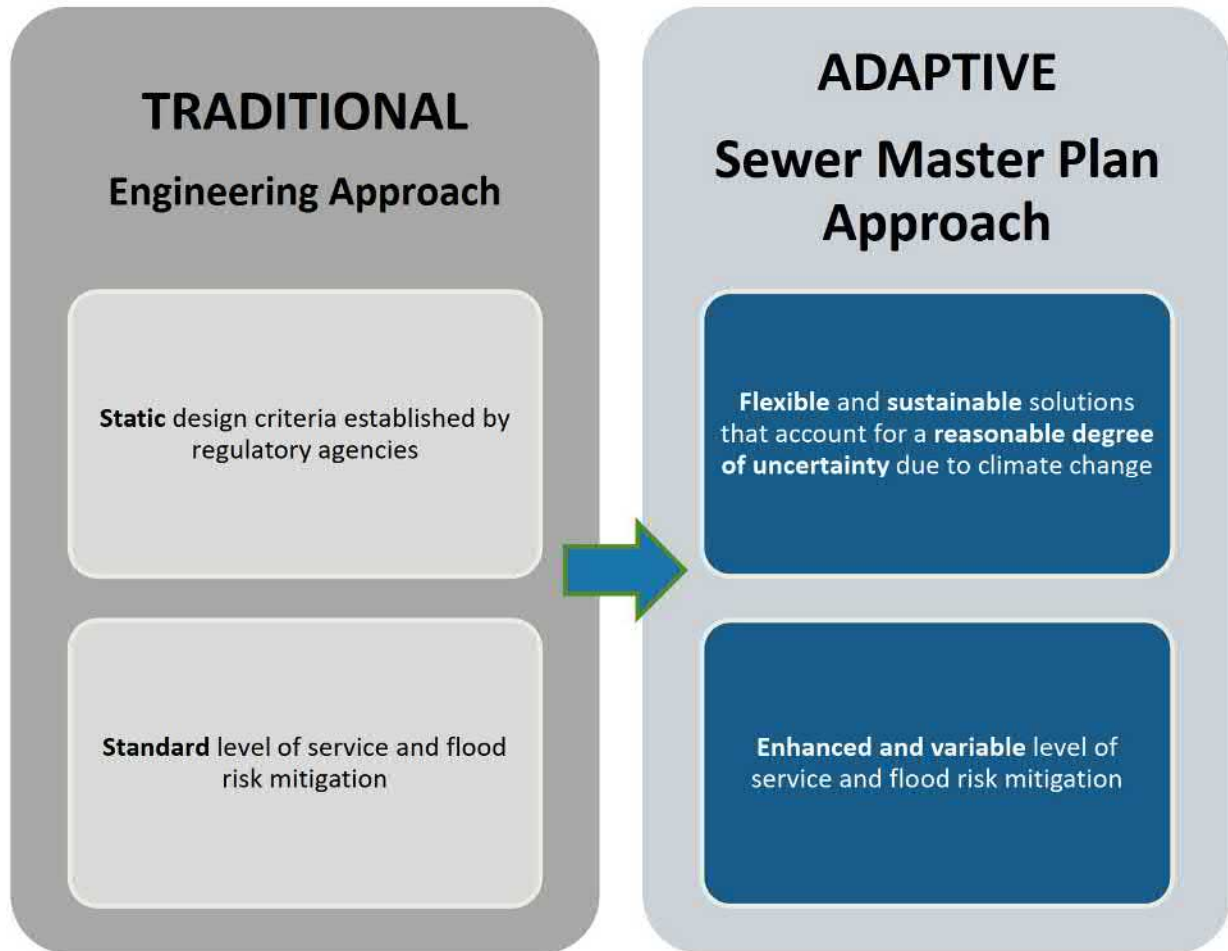 TRADITIONAL
Engineering Approach
Static design criteria established by
regulatory agencies
Standard level of service and flood
risk mitigation
ADAPTIVE
Sewer Master Plan
Approach
Flexible and sustainable solutions
that account for a reasonable degree
of uncertainty due to climate change
Enhanced and variable level of
service and flood risk mitigation